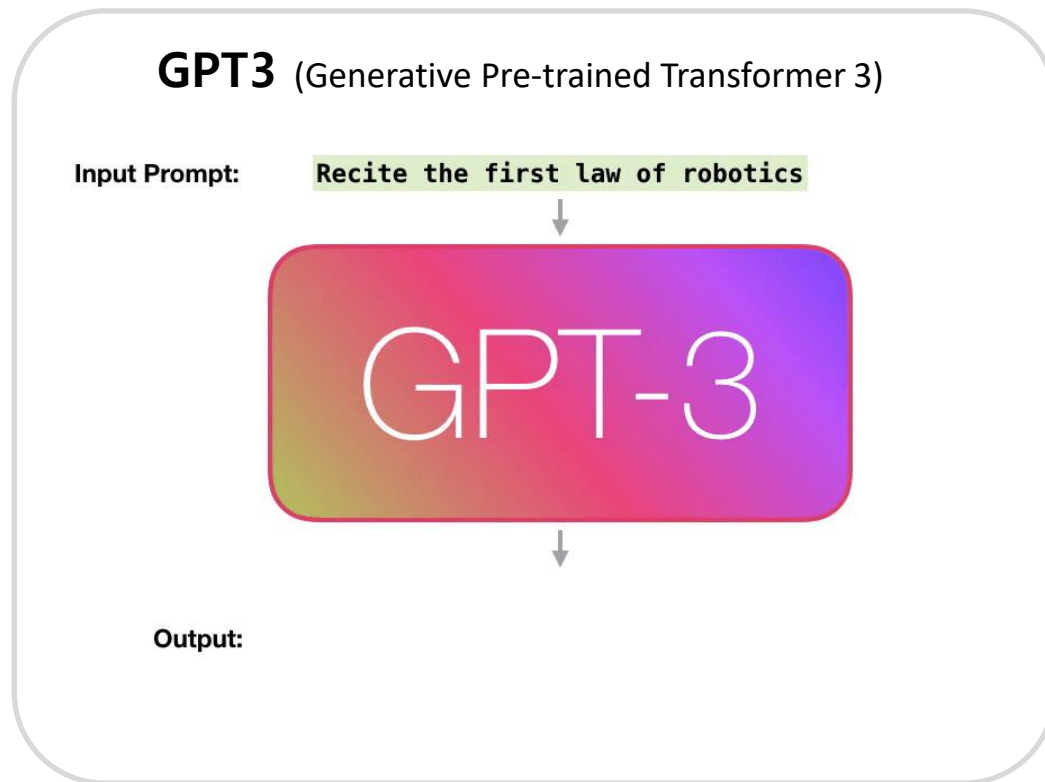 GPT3 (Generative Pre-trained Transformer 3)
Input Prompt: Recite the first law of robotics
GPT-3
Output: